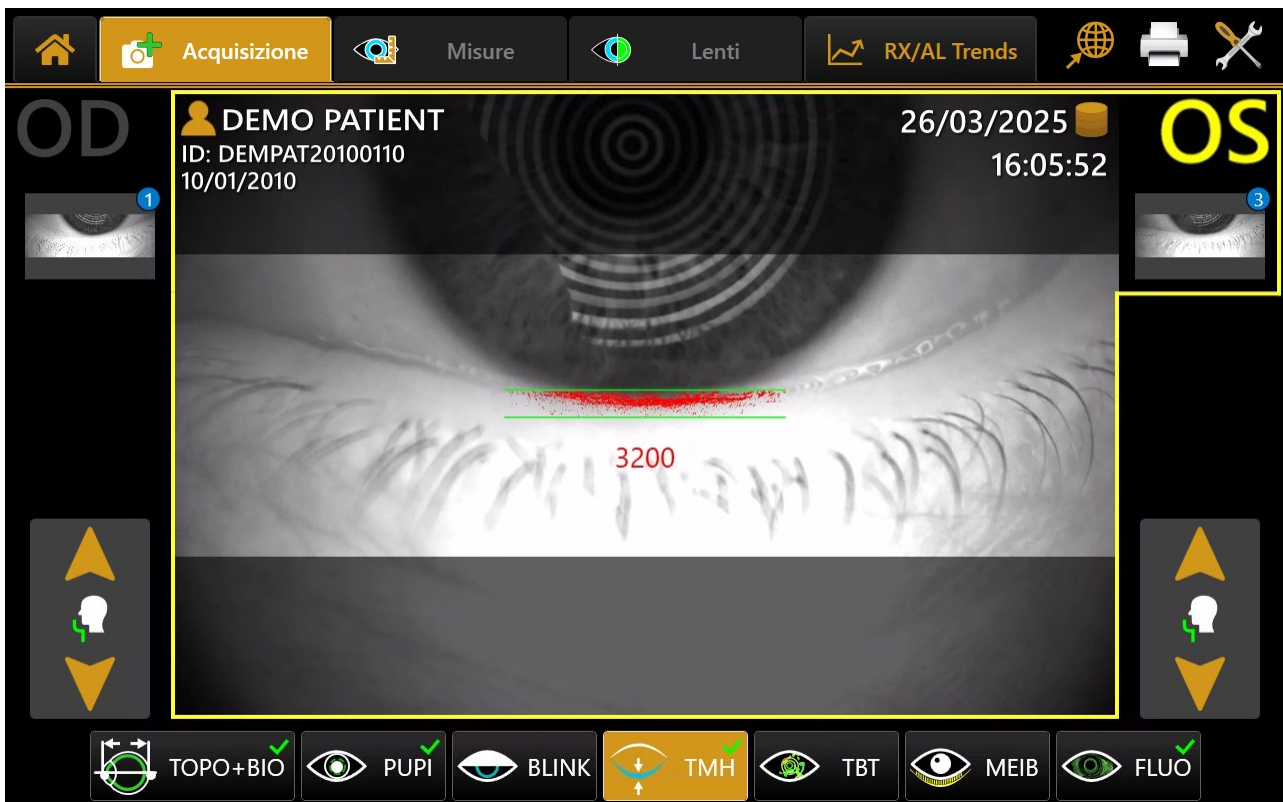 Acquisizione
Misure
Lenti
RX/AL Trends
OD
DEMO PATIENT
ID: DEMPAT20100110
10/01/2010
26/03/2025
16:05:52
OS
1
3
3200
TOPO+BIO
PUPI
BLINK
TMH
TBT
MEIB
FLUO